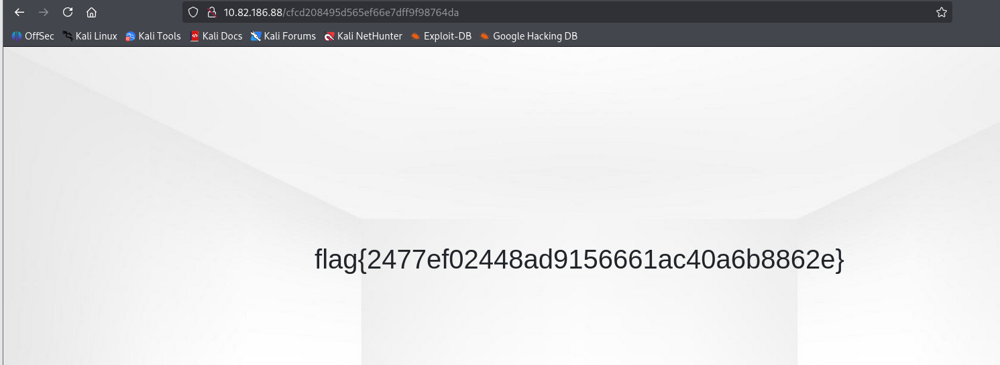 10.82.186.88/cfcd208495d565ef66e7dff9f98764da
OffSec Kali Linux Kali Tools Kali Docs Kali Forums Kali NetHunter Exploit-DB Google Hacking DB
flag{2477ef02448ad9156661ac40a6b8862e}